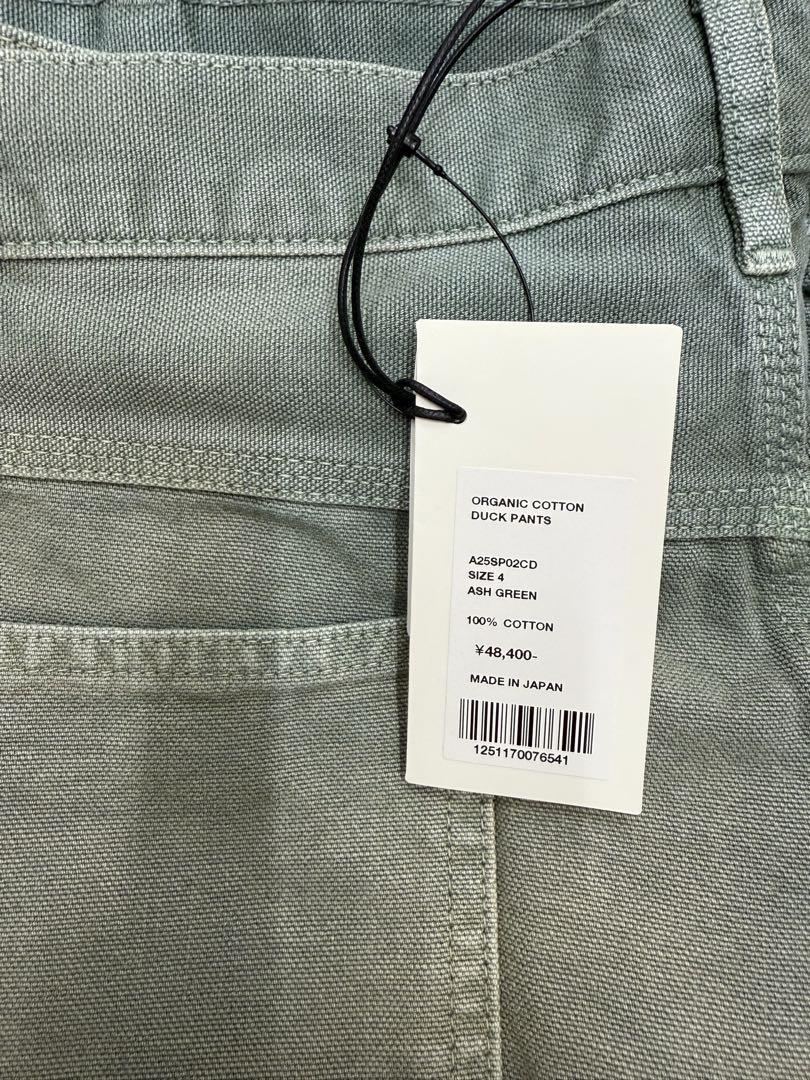 ORGANIC COTTON
DUCK PANTS
A25SP02CD
SIZE 4
ASH GREEN
100% COTTON
¥48,400-
MADE IN JAPAN
1251170076541